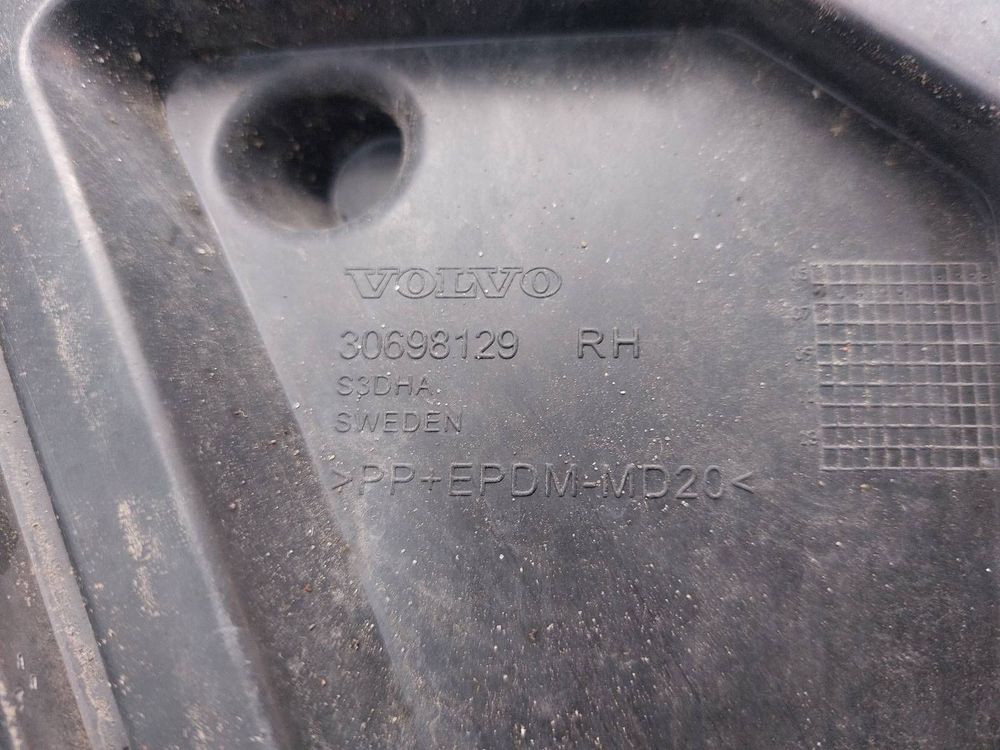 VOLVO
30698129 RH
S3DHA
SWEDEN
>PP+EPDM-MD20<